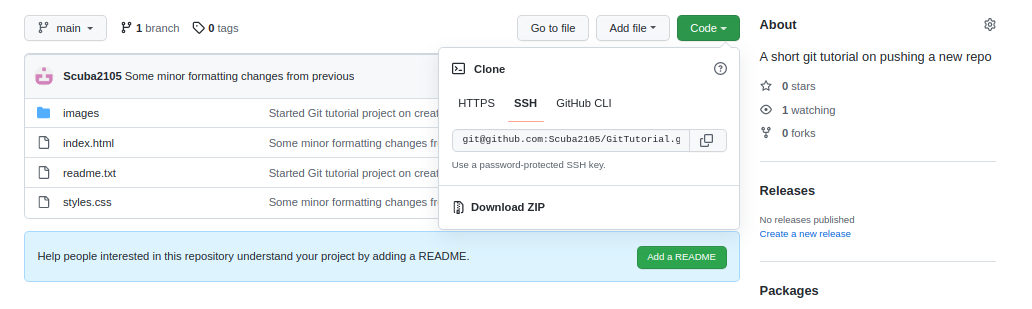 main
1 branch
0 tags
Go to file
Add file
Code
Scuba2105 Some minor formatting changes from previous
images Started Git tutorial project on
index.html Some minor formatting changes
readme.txt Started Git tutorial project on
styles.css Some minor formatting changes
Clone
HTTPS SSH GitHub CLI
git@github.com:Scuba2105/GitTutorial.g
Use a password-protected SSH key.
Download ZIP
Help people interested in this repository understand your project by adding a README.
Add a README
About
A short git tutorial on pushing a new repo
0 stars
1 watching
0 forks
Releases
No releases published
Create a new release
Packages